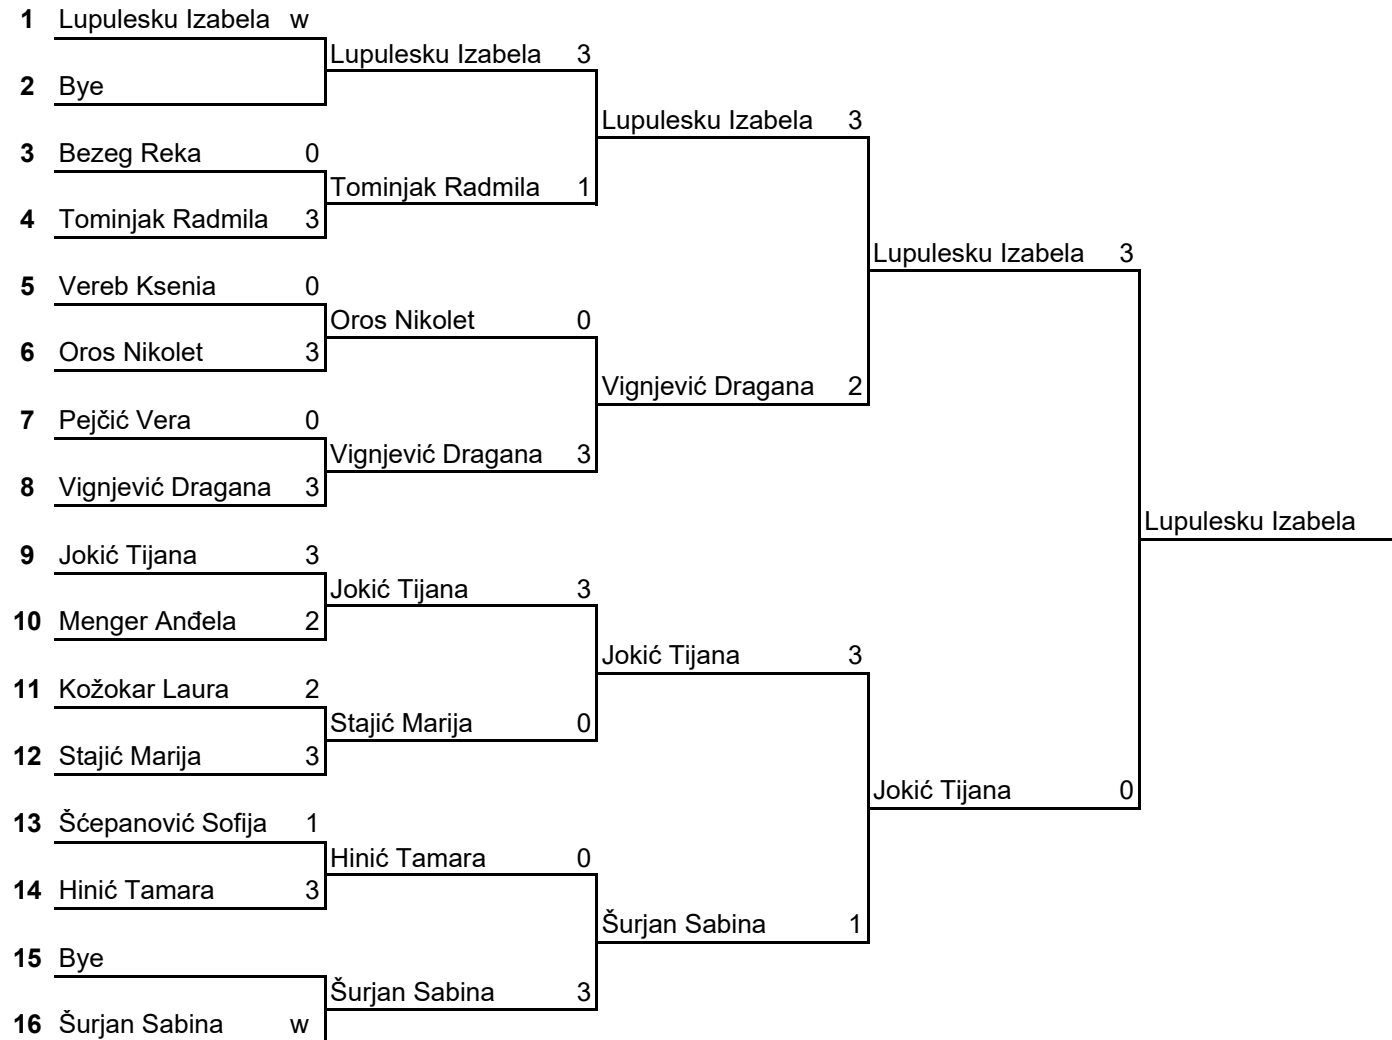 1 Lupulesku Izabela w
Lupulesku Izabela 3
2 Bye
Lupulesku Izabela 3
3 Bezeg Reka 0
Tominjak Radmila 1
4 Tominjak Radmila 3
Lupulesku Izabela 3
5 Vereb Ksenia 0
Oros Nikolet 0
6 Oros Nikolet 3
Vignjević Dragana 2
7 Pejčić Vera 0
Vignjević Dragana 3
8 Vignjević Dragana 3
Lupulesku Izabela
9 Jokić Tijana 3
Jokić Tijana 3
10 Menger Anđela 2
Jokić Tijana 3
11 Kožokar Laura 2
Stajić Marija 0
12 Stajić Marija 3
Jokić Tijana 0
13 Šćepanović Sofija 1
Hinić Tamara 0
14 Hinić Tamara 3
Šurjan Sabina 1
15 Bye
Šurjan Sabina 3
16 Šurjan Sabina w